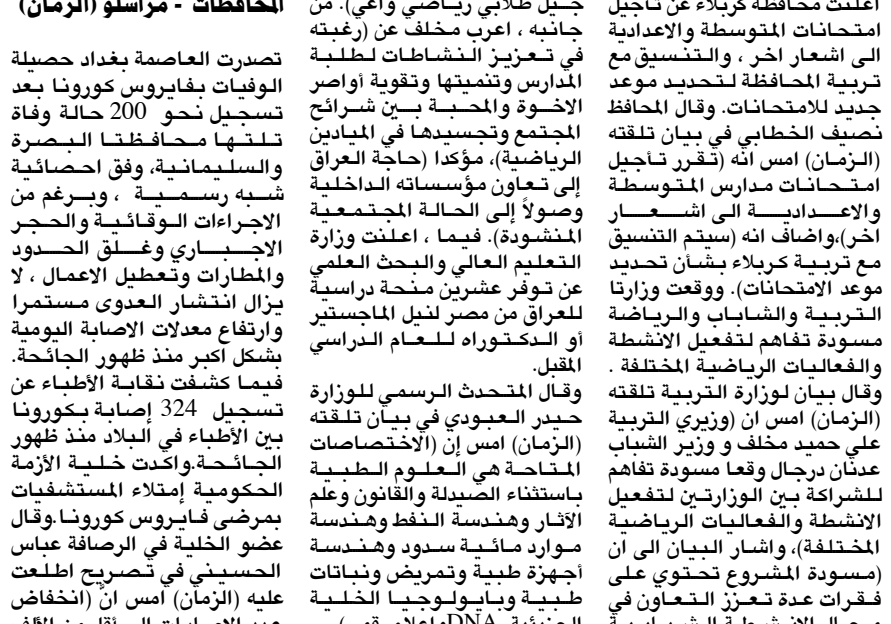 اعلنت محافظة كربلاء عن تأجيل
امتحانات المتوسطة والاعدادية
الى اشعار اخر ، والتنسيق مع
تربية المحافظة لتحديد موعد
جديد للامتحانات. وقال المحافظ
نصيف الخطابي في بيان تلقته
(الزمان) امس انه (تقرر تأجيل
امتحانات مدارس المتوسطة
والاعدادية الى اشعار
اخر)،واضاف انه (سيتم التنسيق
مع تربية كربلاء بشأن تحديد
موعد الامتحانات). ووقعت وزارتا
التربية والشاباب والرياضة
مسودة تفاهم لتفعيل الانشطة
والفعاليات الرياضية المختلفة .
وقال بيان لوزارة التربية تلقته
(الزمان) امس ان (وزيري التربية
علي حميد مخلف و وزير الشباب
عدنان درجال وقعا مسودة تفاهم
للشراكة بين الوزارتين لتفعيل
الانشطة والفعاليات الرياضية
المختلفة)، واشار البيان الى ان
(مسودة المشروع تحتوي على
فقرات عدة تعزز التعاون في
جيل طلابي رياضي واعي). من
جانبه ، اعرب مخلف عن (رغبته
في تعزيز النشاطات لطلبة
المدارس وتنميتها وتقوية أواصر
الاخوة والمحبة بين شرائح
المجتمع وتجسيدها في الميادين
الرياضية)، مؤكدا (حاجة العراق
إلى تعاون مؤسساته الداخلية
وصولاً إلى الحالة المجتمعية
المنشودة). فيما ، اعلنت وزارة
التعليم العالي والبحث العلمي
عن توفر عشرين منحة دراسية
للعراق من مصر لنيل الماجستير
أو الدكتوراه للعام الدراسي
المقبل.
وقال المتحدث الرسمي للوزارة
حيدر العبودي في بيان تلقته
(الزمان) امس إن (الاختصاصات
المتاحة هي العلوم الطبية
باستثناء الصيدلة والقانون وعلم
الآثار وهندسة النفط وهندسة
موارد مائية سدود وهندسة
أجهزة طبية وتمريض ونباتات
طبية وبايولوجيا الخلية
المحافظات - مراسلو (الزمان)
تصدرت العاصمة بغداد حصيلة
الوفيات بفايروس كورونا بعد
تسجيل نحو 200 حالة وفاة
تلتها محافظتا البصرة
والسليمانية، وفق احصائية
شبه رسمية ، وبرغم من
الاجراءات الوقائية والحجر
الاجباري وغلق الحدود
والمطارات وتعطيل الاعمال ، لا
يزال انتشار العدوى مستمرا
وارتفاع معدلات الاصابة اليومية
بشكل اكبر منذ ظهور الجائحة.
فيما كشفت نقابة الأطباء عن
تسجيل 324 إصابة بكورونا
بين الأطباء في البلاد منذ ظهور
الجائحة.واكدت خلية الأزمة
الحكومية إمتلاء المستشفيات
بمرضى فايروس كورونا.وقال
عضو الخلية في الرصافة عباس
الحسيني في تصريح اطلعت
عليه (الزمان) امس انَ (انخفاض